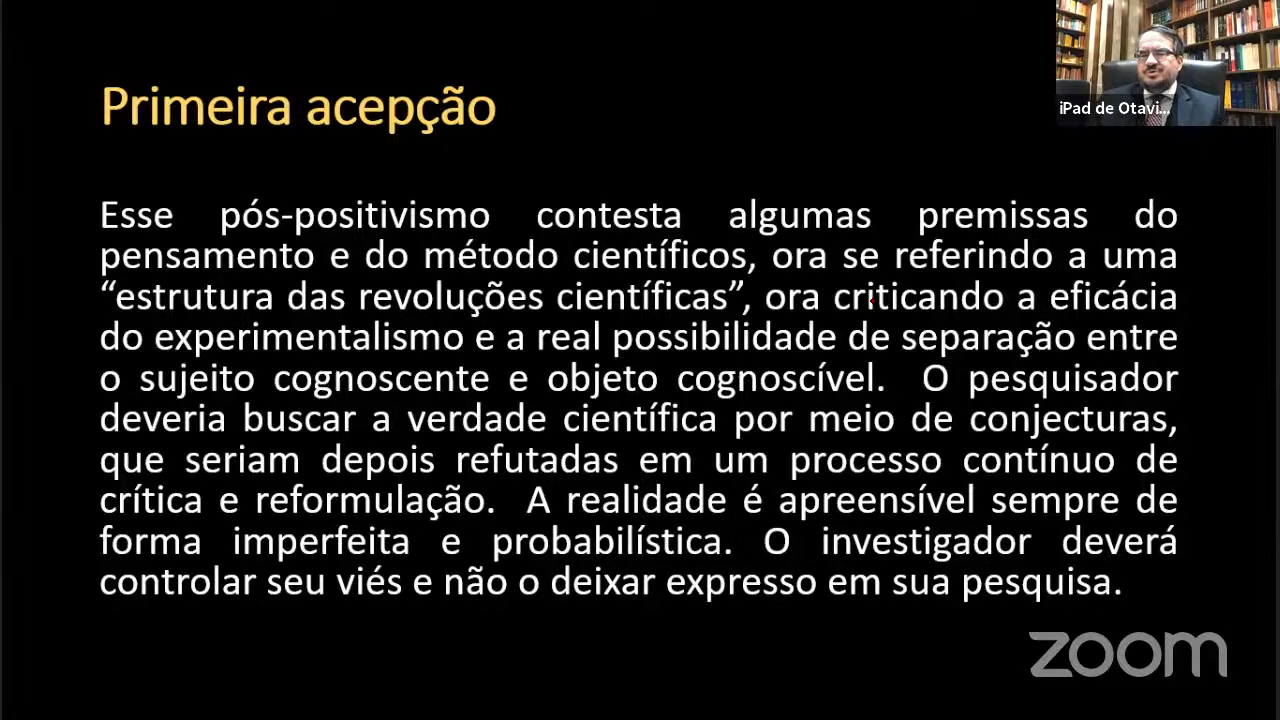 Primeira acepção
iPad de Otavi...
Esse pós-positivismo contesta algumas premissas do
pensamento e do método científicos, ora se referindo a uma
“estrutura das revoluções científicas”, ora criticando a eficácia
do experimentalismo e a real possibilidade de separação entre
o sujeito cognoscente e objeto cognoscível. O pesquisador
deveria buscar a verdade científica por meio de conjecturas,
que seriam depois refutadas em um processo contínuo de
crítica e reformulação. A realidade é apreensível sempre de
forma imperfeita e probabilística. O investigador deverá
controlar seu viés e não o deixar expresso em sua pesquisa.
zoom